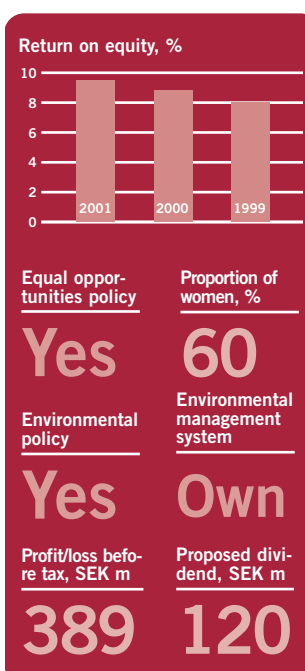 Return on equity, %
10
8
6
4
2
0
2001 2000 1999
Equal oppor-
tunities policy
Yes
Proportion of
women, %
60
Environmental
policy
Yes
Environmental
management
system
Own
Profit/loss befo-
re tax, SEK m
389
Proposed divi-
dend, SEK m
120